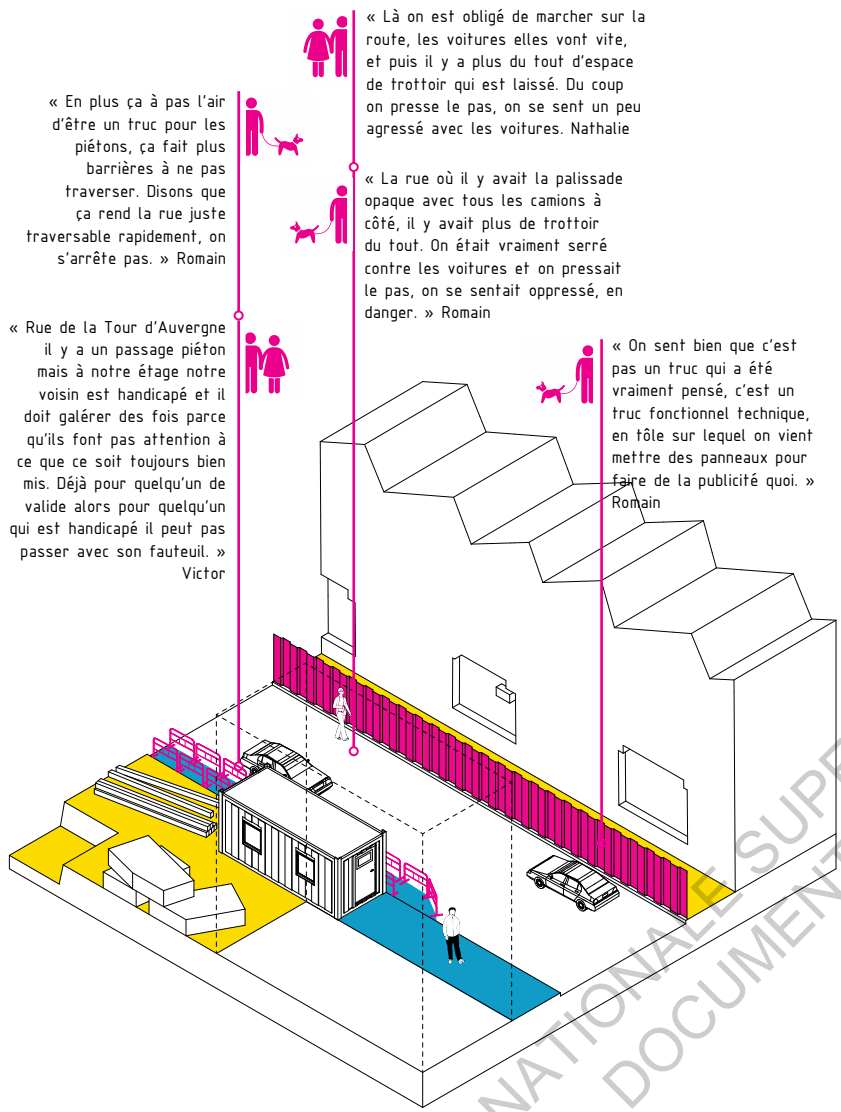 « Là on est obligé de marcher sur la
route, les voitures elles vont vite,
et puis il y a plus du tout d'espace
de trottoir qui est laissé. Du coup
on presse le pas, on se sent un peu
agressé avec les voitures. Nathalie
« En plus ça à pas l'air
d'être un truc pour les
piétons, ça fait plus
barrières à ne pas
traverser. Disons que
ça rend la rue juste
traversable rapidement, on
s'arrête pas. » Romain
« La rue où il y avait la palissade
opaque avec tous les camions à
côté, il y avait plus de trottoir
du tout. On était vraiment serré
contre les voitures et on pressait
le pas, on se sentait oppressé, en
danger. » Romain
« Rue de la Tour d'Auvergne
il y a un passage piéton
mais à notre étage notre
voisin est handicapé et il
doit galérer des fois parce
qu'ils font pas attention à
ce que ce soit toujours bien
mis. Déjà pour quelqu'un de
valide alors pour quelqu'un
qui est handicapé il peut pas
passer avec son fauteuil. »
Victor
« On sent bien que c'est
pas un truc qui a été
vraiment pensé, c'est un
truc fonctionnel technique,
en tôle sur lequel on vient
mettre des panneaux pour
faire de la publicité quoi. »
Romain
NATIONALE SUPE
DOCUMENT